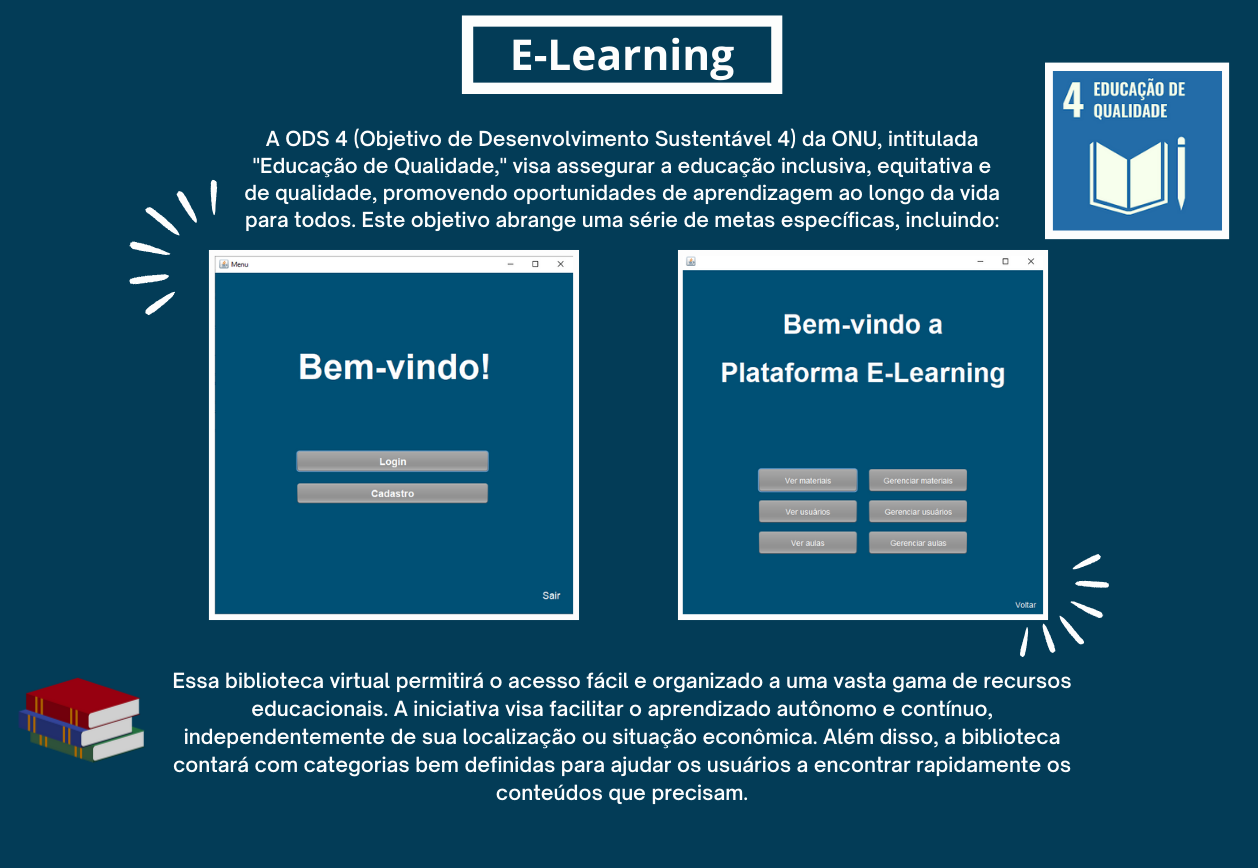 E-Learning
4 EDUCAÇÃO DE
QUALIDADE
A ODS 4 (Objetivo de Desenvolvimento Sustentável 4) da ONU, intitulada
"Educação de Qualidade," visa assegurar a educação inclusiva, equitativa e
de qualidade, promovendo oportunidades de aprendizagem ao longo da vida
para todos. Este objetivo abrange uma série de metas específicas, incluindo:
Menu
Bem-vindo!
Login
Cadastro
Sair
Bem-vindo a
Plataforma E-Learning
Ver materiais
Gerenciar materiais
Ver usuários
Gerenciar usuários
Ver aulas
Gerenciar aulas
Voltar
Essa biblioteca virtual permitirá o acesso fácil e organizado a uma vasta gama de recursos
educacionais. A iniciativa visa facilitar o aprendizado autônomo e contínuo,
independentemente de sua localização ou situação econômica. Além disso, a biblioteca
contará com categorias bem definidas para ajudar os usuários a encontrar rapidamente os
conteúdos que precisam.